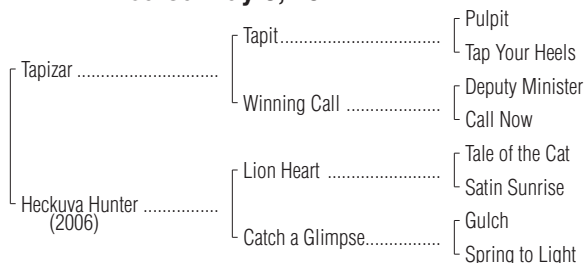 Tapit
Pulpit
Tap Your Heels
Tapizar
Winning Call
Deputy Minister
Call Now
Lion Heart
Tale of the Cat
Satin Sunrise
Heckuva Hunter
(2006)
Catch a Glimpse
Gulch
Spring to Light